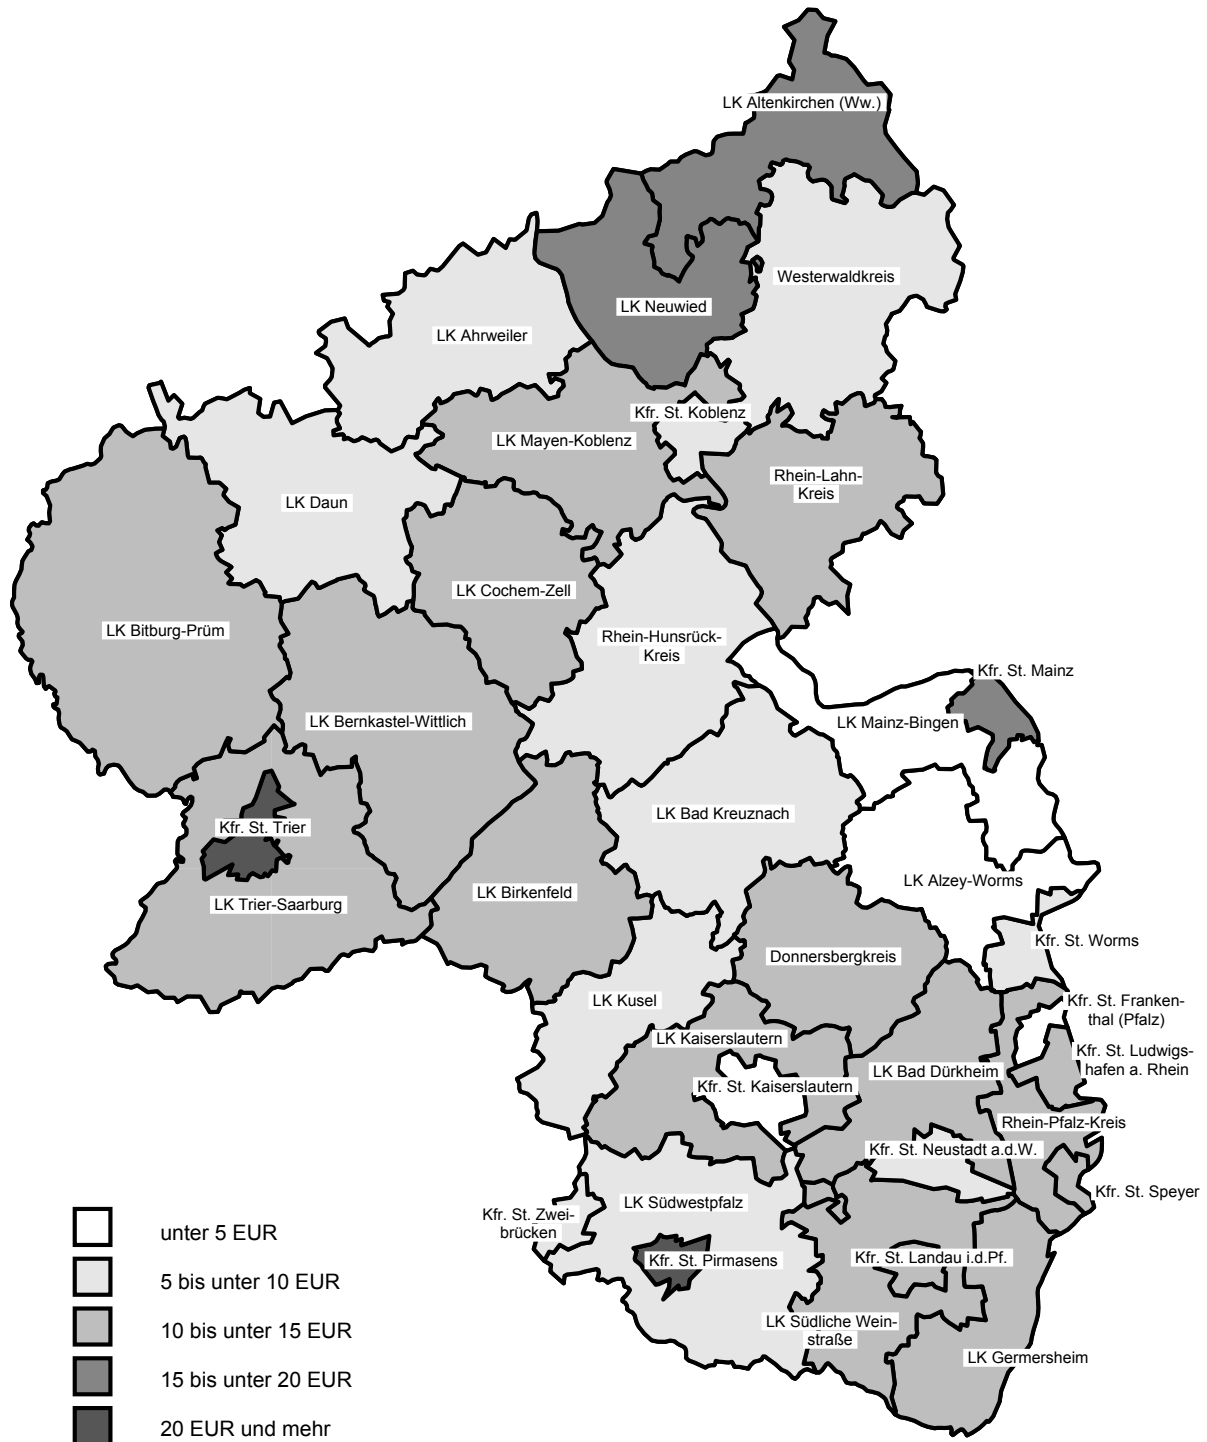 LK Altenkirchen (Ww.)
Westerwaldkreis
LK Neuwied
LK Ahrweiler
Kfr. St. Koblenz
LK Mayen-Koblenz
Rhein-Lahn-
Kreis
LK Daun
LK Cochem-Zell
LK Bitburg-Prüm
Rhein-Hunsrück-
Kreis
Kfr. St. Mainz
LK Bernkastel-Wittlich
LK Mainz-Bingen
LK Bad Kreuznach
Kfr. St. Trier
LK Alzey-Worms
LK Birkenfeld
LK Trier-Saarburg
Kfr. St. Worms
Donnersbergkreis
LK Kusel
Kfr. St. Franken-
thal (Pfalz)
LK Kaiserslautern
Kfr. St. Ludwigs-
hafen a. Rhein
LK Bad Dürkheim
Kfr. St. Kaiserslautern
Rhein-Pfalz-Kreis
Kfr. St. Neustadt a.d.W.
Kfr. St. Speyer
LK Südwestpfalz
Kfr. St. Zwei-
brücken
Kfr. St. Pirmasens
Kfr. St. Landau i.d.Pf.
LK Südliche Wein-
straße
LK Germersheim
unter 5 EUR
5 bis unter 10 EUR
10 bis unter 15 EUR
15 bis unter 20 EUR
20 EUR und mehr